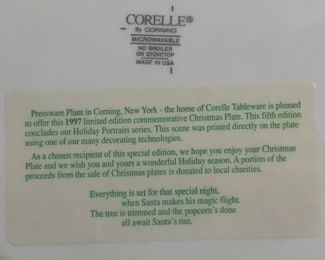 CORELLE®
By CORNING
MICROWAVABLE
NO BROILER
OR STOVETOP
MADE IN USA
Pressware Plant in Corning, New York - the home of Corelle Tableware is pleased
to offer this 1997 limited edition commemorative Christmas Plate. This fifth edition
concludes our Holiday Portraits series. This scene was printed directly on the plate
using one of our many decorating technologies.
As a chosen recipient of this special edition, we hope you enjoy your Christmas
Plate and we wish you and yours a wonderful Holiday season. A portion of the
proceeds from the sale of Christmas plates is donated to local charities.
Everything is set for that special night,
when Santa makes his magic flight.
The tree is trimmed and the popcorn's done
all await Santa's run.